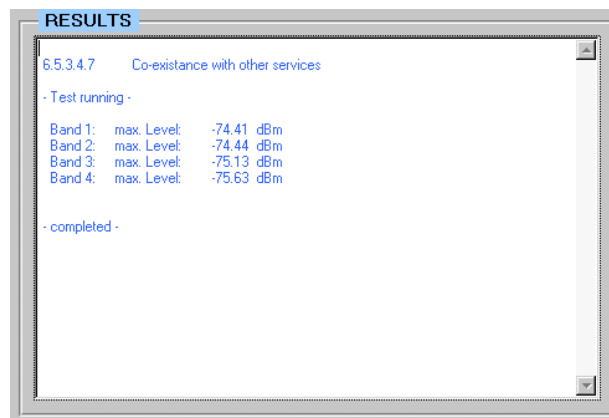 RESULTS
6.5.3.4.7 Co-existance with other services
- Test running -
Band 1: max. Level: -74.41 dBm
Band 2: max. Level: -74.44 dBm
Band 3: max. Level: -75.13 dBm
Band 4: max. Level: -75.63 dBm
- completed -